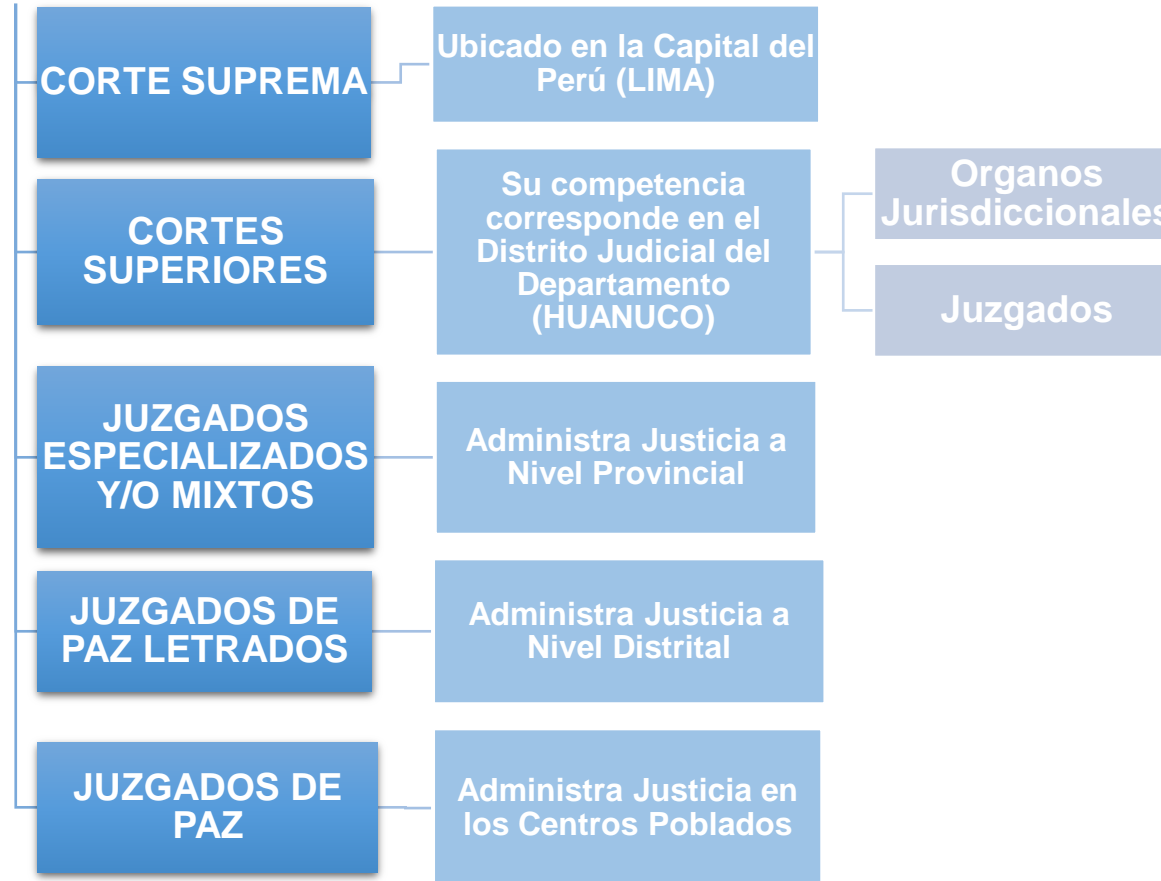 CORTE SUPREMA
Ubicado en la Capital del
Perú (LIMA)
CORTES
SUPERIORES
Su competencia
corresponde en el
Distrito Judicial del
Departamento
(HUANUCO)
Organos
Jurisdiccionales
Juzgados
JUZGADOS
ESPECIALIZADOS
Y/O MIXTOS
Administra Justicia a
Nivel Provincial
JUZGADOS DE
PAZ LETRADOS
Administra Justicia a
Nivel Distrital
JUZGADOS DE
PAZ
Administra Justicia en
los Centros Poblados